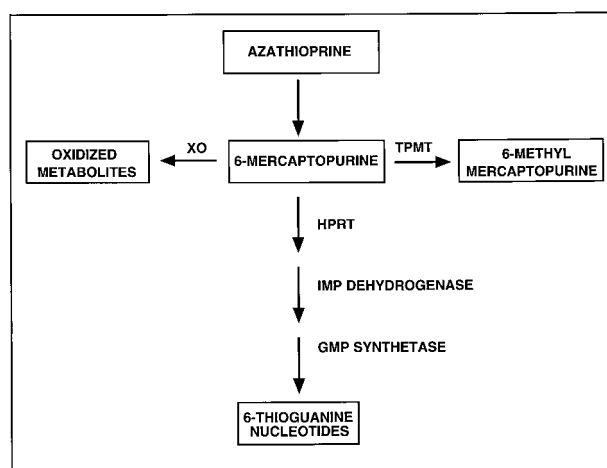 AZATHIOPRINE
OXIDIZED
METABOLITES
XO
6-MERCAPTOPURINE
TPMT
6-METHYL
MERCAPTOPURINE
HPRT
IMP DEHYDROGENASE
GMP SYNTHETASE
6-THIOGUANINE
NUCLEOTIDES